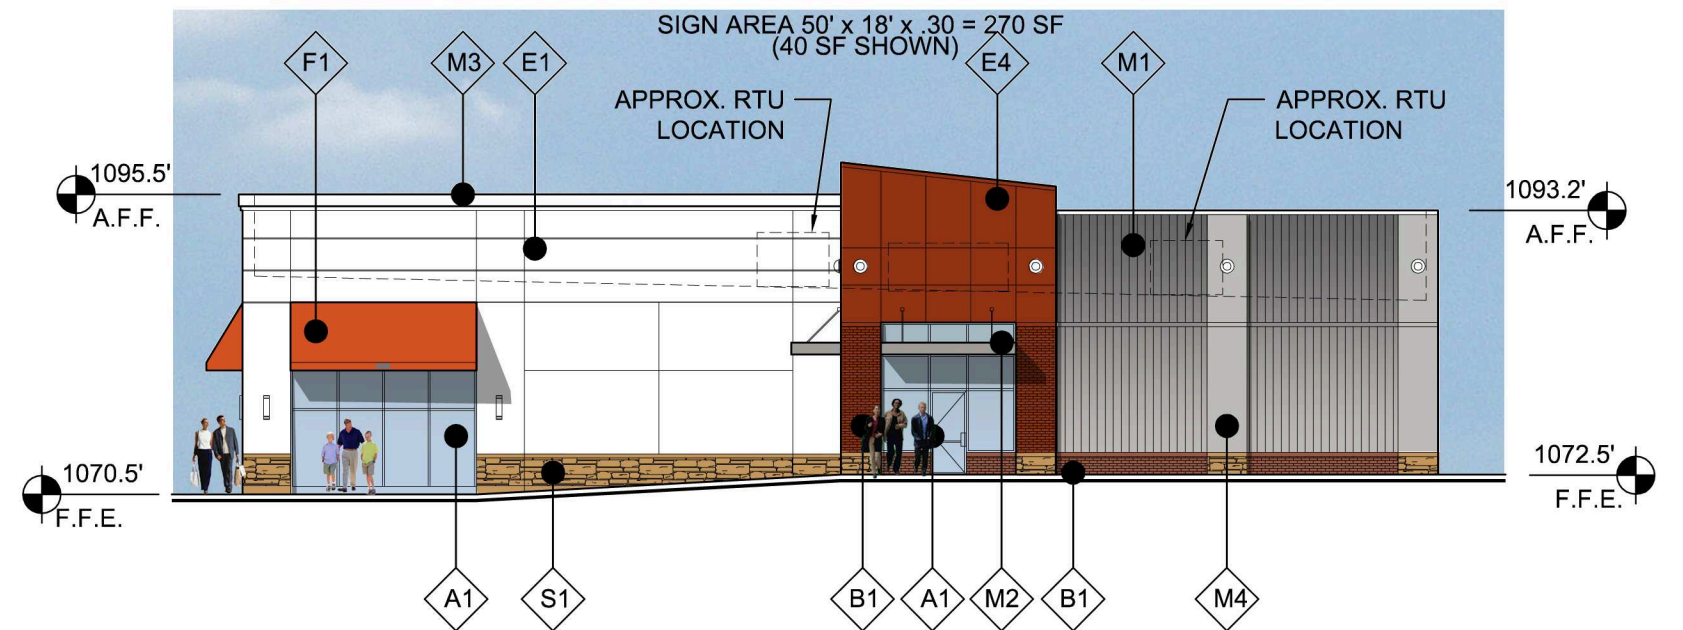 SIGN AREA 50' x 18' x .30 = 270 SF
(40 SF SHOWN)
F1
M3
E1
E4
M1
APPROX. RTU
LOCATION
APPROX. RTU
LOCATION
1095.5'
A.F.F.
1093.2'
A.F.F.
1070.5'
F.F.E.
1072.5'
F.F.E.
A1
S1
B1
A1
M2
B1
M4